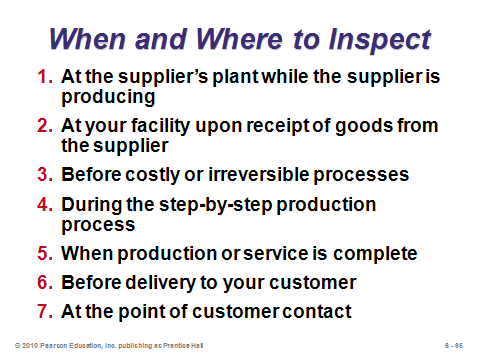 When and Where to Inspect
1. At the supplier's plant while the supplier is
producing
2. At your facility upon receipt of goods from
the supplier
3. Before costly or irreversible processes
4. During the step-by-step production
process
5. When production or service is complete
6. Before delivery to your customer
7. At the point of customer contact
© 2010 Pearson Education, Inc. publishing as Prentice Hall
6 - 65